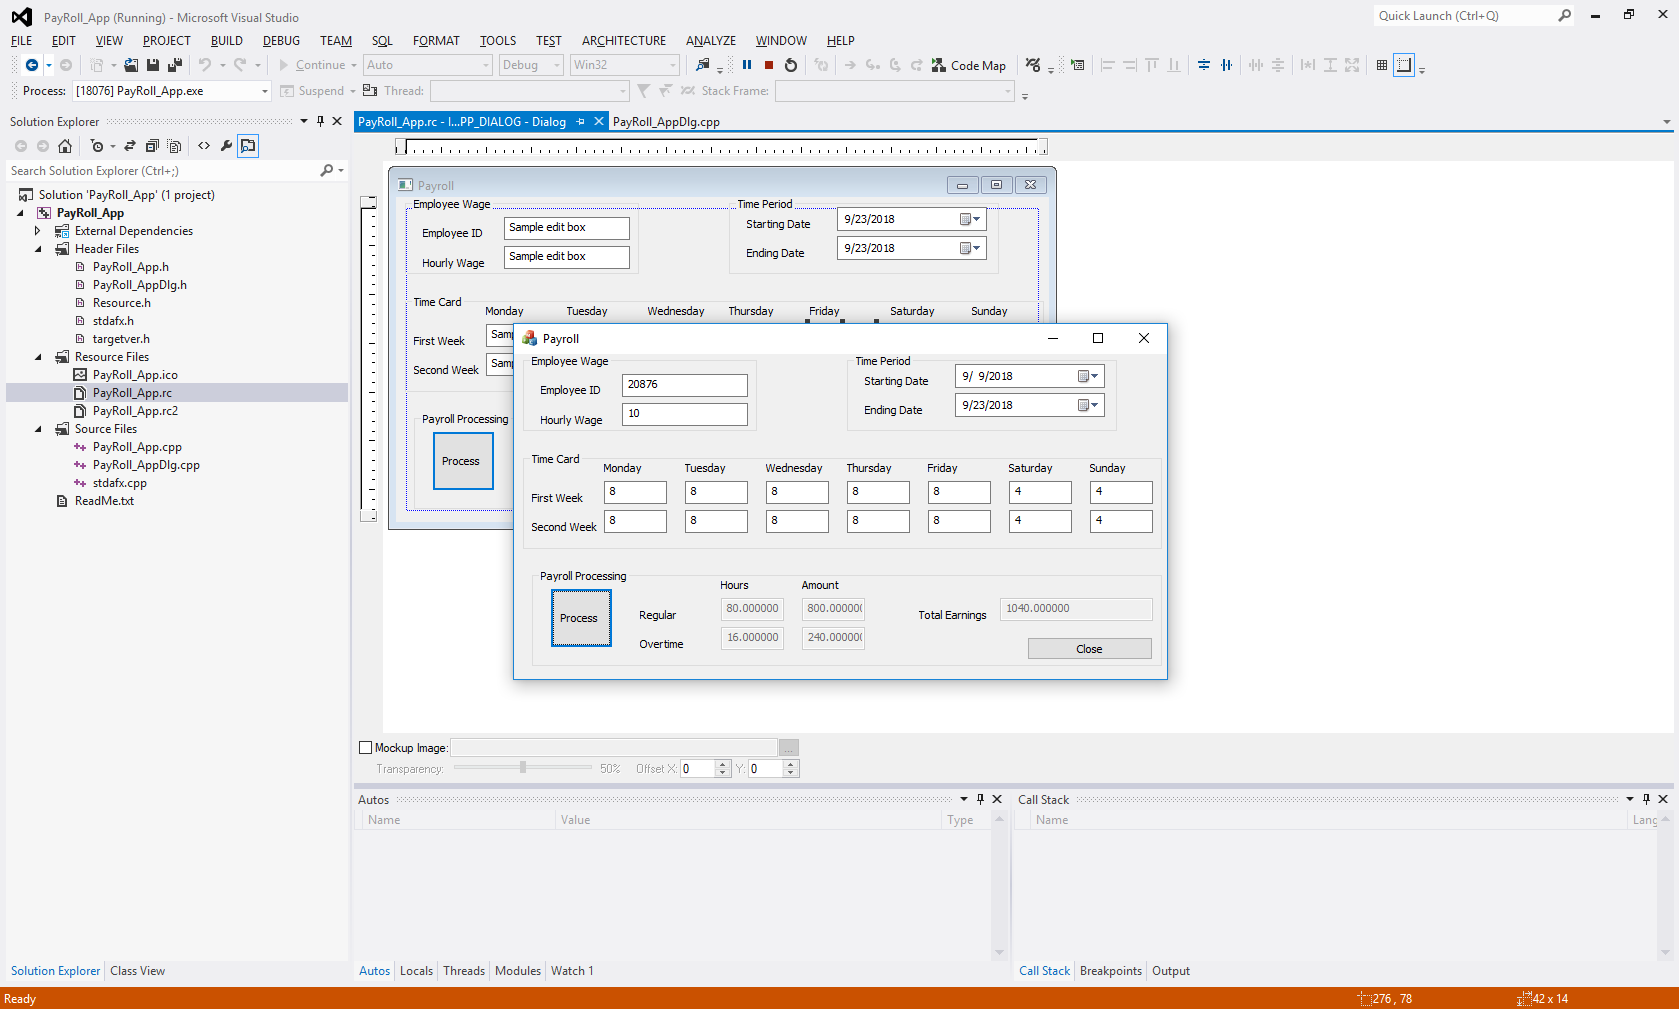 PayRoll_App (Running) - Microsoft Visual Studio
Quick Launch (Ctrl+Q)
FILE EDIT VIEW PROJECT BUILD DEBUG TEAM SQL FORMAT TOOLS TEST ARCHITECTURE ANALYZE WINDOW HELP
Continue Auto Debug Win32 Code Map
Process: [18076] PayRoll_App.exe Suspend Thread: Stack Frame:
Solution Explorer
Search Solution Explorer (Ctrl+;)
Solution 'PayRoll_App' (1 project)
PayRoll_App
External Dependencies
Header Files
PayRoll_App.h
PayRoll_AppDlg.h
Resource.h
stdafx.h
targetver.h
Resource Files
PayRoll_App.ico
PayRoll_App.rc
PayRoll_App.rc2
Source Files
PayRoll_App.cpp
PayRoll_AppDlg.cpp
stdafx.cpp
ReadMe.txt
Solution Explorer Class View
PayRoll_App.rc - I...PP_DIALOG - Dialog PayRoll_AppDlg.cpp
Payroll
Employee Wage Time Period
Employee ID Sample edit box Starting Date 9/23/2018
Hourly Wage Sample edit box Ending Date 9/23/2018
Time Card
Monday Tuesday Wednesday Thursday Friday Saturday Sunday
First Week Samp
Second Week Samp
Payroll Processing
Process
Payroll
Employee Wage Time Period
Employee ID 20876 Starting Date 9/ 9/2018
Hourly Wage 10 Ending Date 9/23/2018
Time Card
Monday Tuesday Wednesday Thursday Friday Saturday Sunday
First Week 8 8 8 8 8 4 4
Second Week 8 8 8 8 8 4 4
Payroll Processing
Hours Amount
Process Regular 80.000000 800.000000 Total Earnings 1040.000000
Overtime 16.000000 240.000000
Close
Mockup Image: ...
Transparency: 50% Offset X: 0 Y: 0
Autos
Name Value Type
Autos Locals Threads Modules Watch 1
Call Stack
Name Lang
Call Stack Breakpoints Output
Ready 276 , 78 42 x 14